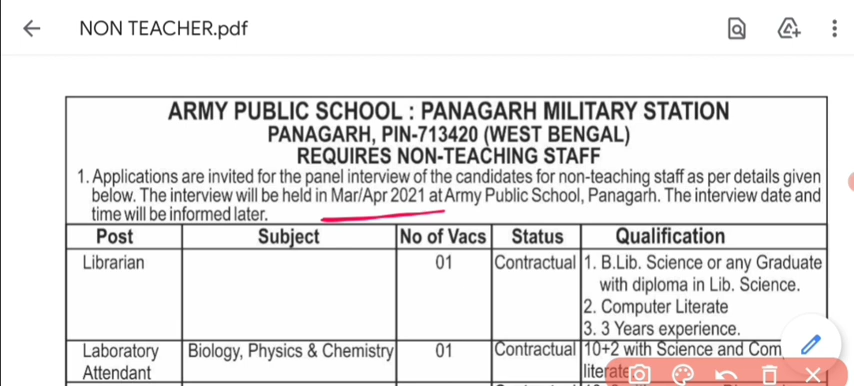 NON TEACHER.pdf
ARMY PUBLIC SCHOOL : PANAGARH MILITARY STATION
PANAGARH, PIN-713420 (WEST BENGAL)
REQUIRES NON-TEACHING STAFF
1. Applications are invited for the panel interview of the candidates for non-teaching staff as per details given
below. The interview will be held in Mar/Apr 2021 at Army Public School, Panagarh. The interview date and
time will be informed later.
Post Subject No of Vacs Status Qualification
Librarian 01 Contractual 1. B.Lib. Science or any Graduate
with diploma in Lib. Science.
2. Computer Literate
3. 3 Years experience.
Laboratory Biology, Physics & Chemistry 01 Contractual 10+2 with Science and Com
Attendant literate